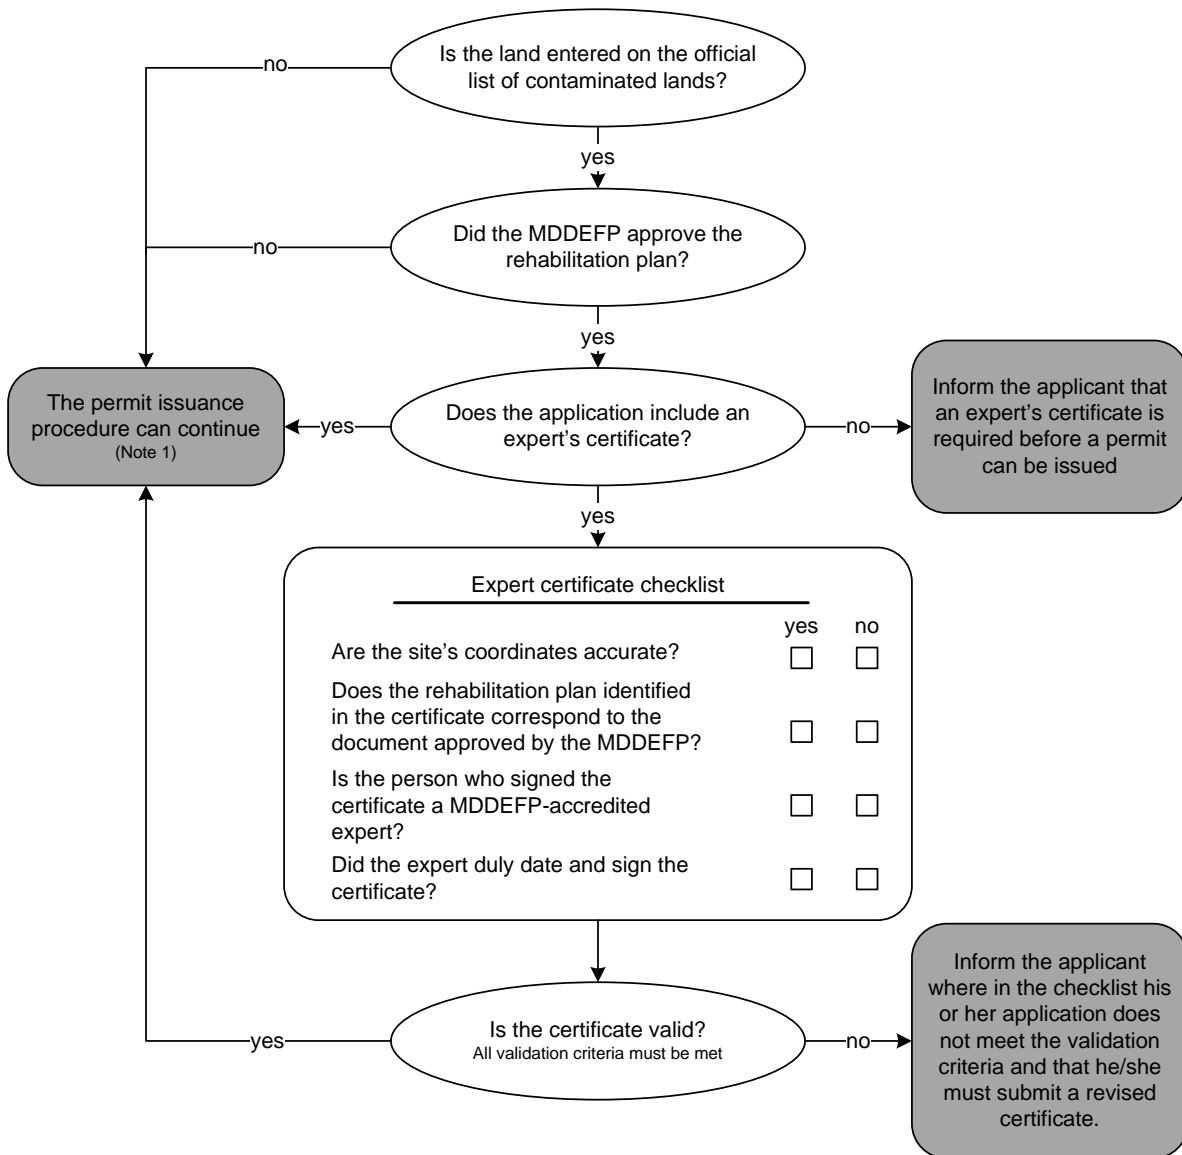 Is the land entered on the official
list of contaminated lands?
no
yes
Did the MDDEFP approve the
rehabilitation plan?
no
yes
The permit issuance
procedure can continue
(Note 1)
yes
Does the application include an
expert's certificate?
no
Inform the applicant that
an expert's certificate is
required before a permit
can be issued
yes
Expert certificate checklist
yes no
Are the site's coordinates accurate?
Does the rehabilitation plan identified
in the certificate correspond to the
document approved by the MDDEFP?
Is the person who signed the
certificate a MDDEFP-accredited
expert?
Did the expert duly date and sign the
certificate?
yes
Is the certificate valid?
All validation criteria must be met
no
Inform the applicant
where in the checklist his
or her application does
not meet the validation
criteria and that he/she
must submit a revised
certificate.